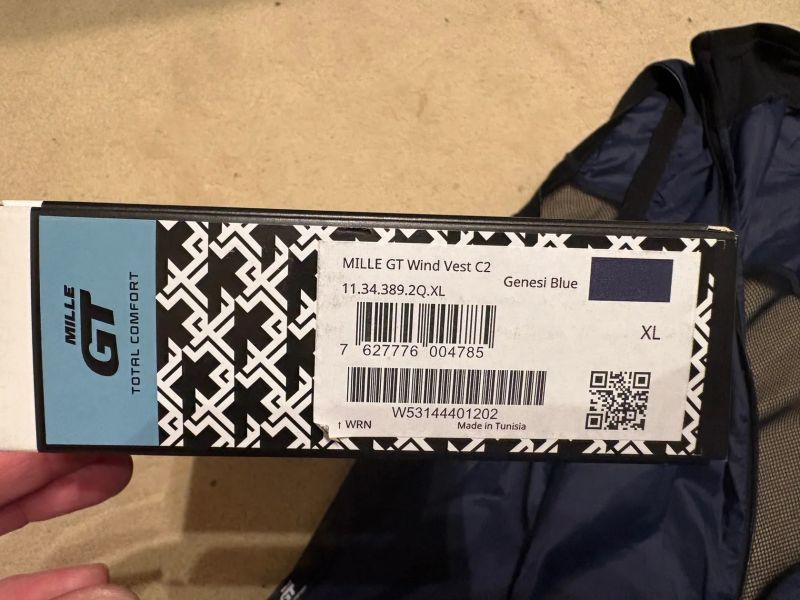 MILLE
GT
TOTAL COMFORT
MILLE GT Wind Vest C2
Genesi Blue
11.34.389.2Q.XL
XL
7 627776 004785
W53144401202
↑ WRN
Made in Tunisia